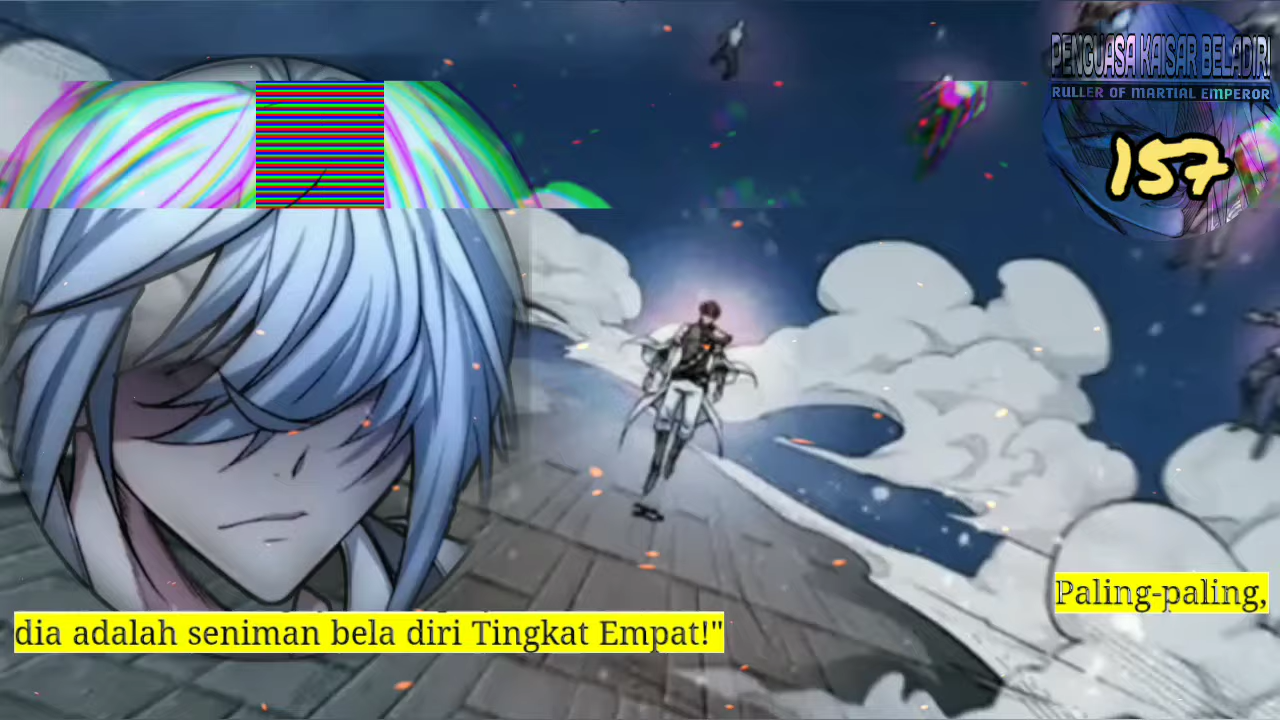 PENGUASA KAISAR BELADIRI
RULLER OF MARTIAL EMPEROR
157
Paling-paling,
dia adalah seniman bela diri Tingkat Empat!"